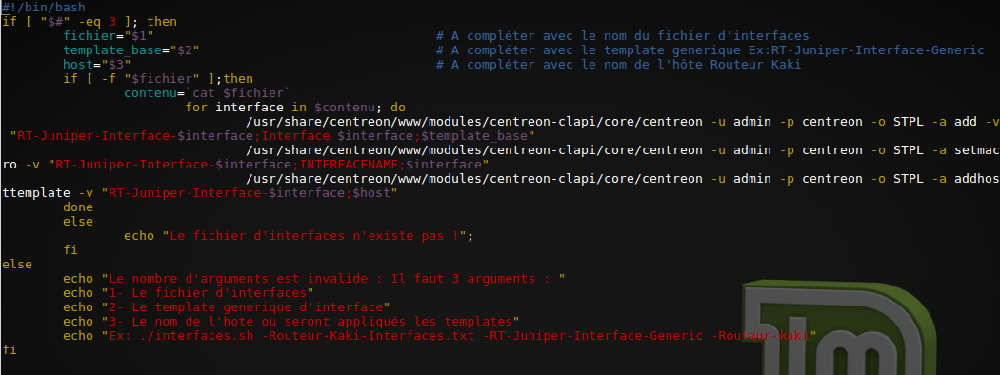 #!/bin/bash
if [ "$#" -eq 3 ]; then
        fichier="$1"                                     # A compléter avec le nom du fichier d'interfaces
        template_base="$2"                               # A compléter avec le template generique Ex:RT-Juniper-Interface-Generic
        host="$3"                                        # A compléter avec le nom de l'hôte Routeur Kaki
        if [ -f "$fichier" ];then
                contenu=`cat $fichier`
                        for interface in $contenu; do
                                /usr/share/centreon/www/modules/centreon-clapi/core/centreon -u admin -p centreon -o STPL -a add -v
 "RT-Juniper-Interface-$interface;Interface $interface;$template_base"
                                /usr/share/centreon/www/modules/centreon-clapi/core/centreon -u admin -p centreon -o STPL -a setmac
ro -v "RT-Juniper-Interface-$interface;INTERFACENAME;$interface"
                                /usr/share/centreon/www/modules/centreon-clapi/core/centreon -u admin -p centreon -o STPL -a addhos
ttemplate -v "RT-Juniper-Interface-$interface;$host"
        done
        else
                echo "Le fichier d'interfaces n'existe pas !";
        fi
else
        echo "Le nombre d'arguments est invalide : Il faut 3 arguments : "
        echo "1- Le fichier d'interfaces"
        echo "2- Le template generique d'interface"
        echo "3- Le nom de l'hote ou seront appliqués les templates"
        echo "Ex: ./interfaces.sh -Routeur-Kaki-Interfaces.txt -RT-Juniper-Interface-Generic -Routeur-kaki"
fi